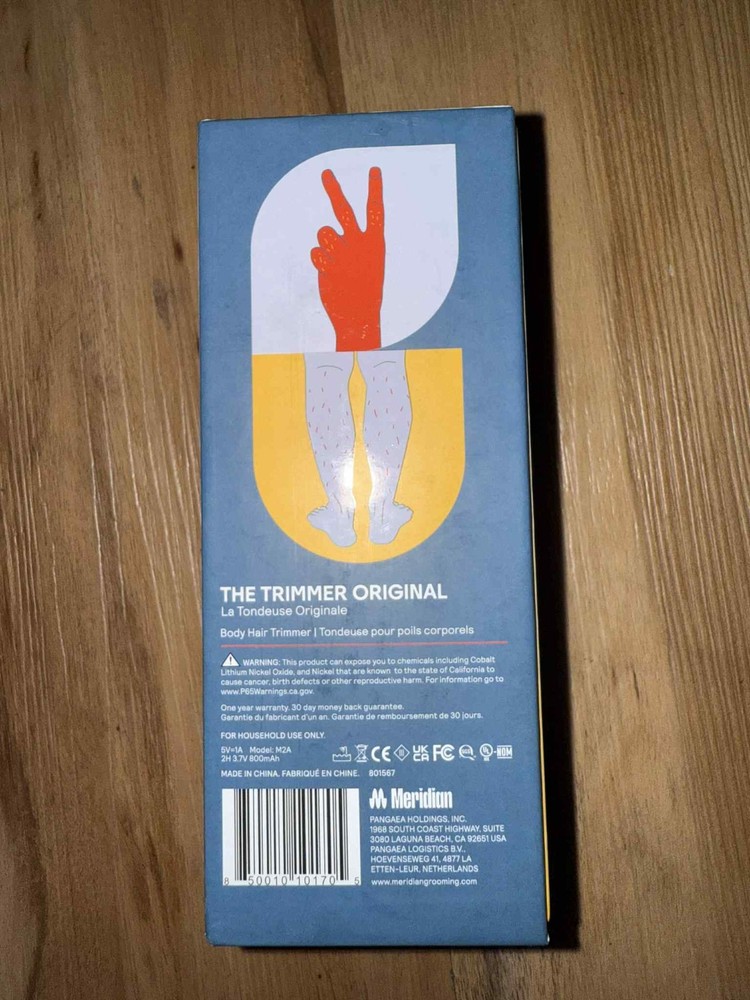 THE TRIMMER ORIGINAL
La Tondeuse Originale
Body Hair Trimmer | Tondeuse pour poils corporels
WARNING: This product can expose you to chemicals including Cobalt
Lithium Nickel Oxide, and Nickel that are known to the state of California to
cause cancer, birth defects or other reproductive harm. For information go to
www.P65Warnings.ca.gov.
One year warranty. 30 day money back guarantee.
Garantie du fabricant d'un an. Garantie de remboursement de 30 jours.
FOR HOUSEHOLD USE ONLY.
5V=1A Model: M2A
2H 3.7V 800mAh
CE UK CA FC UL NOM
MADE IN CHINA. FABRIQUÉ EN CHINE. 801567
Meridian
PANGAEA HOLDINGS, INC.
1968 SOUTH COAST HIGHWAY, SUITE
3080 LAGUNA BEACH, CA 92651 USA
PANGAEA LOGISTICS B.V.,
HOEVENSEWEG 41, 4877 LA
ETTEN-LEUR, NETHERLANDS
www.meridiangrooming.com
8 50010 10170 5